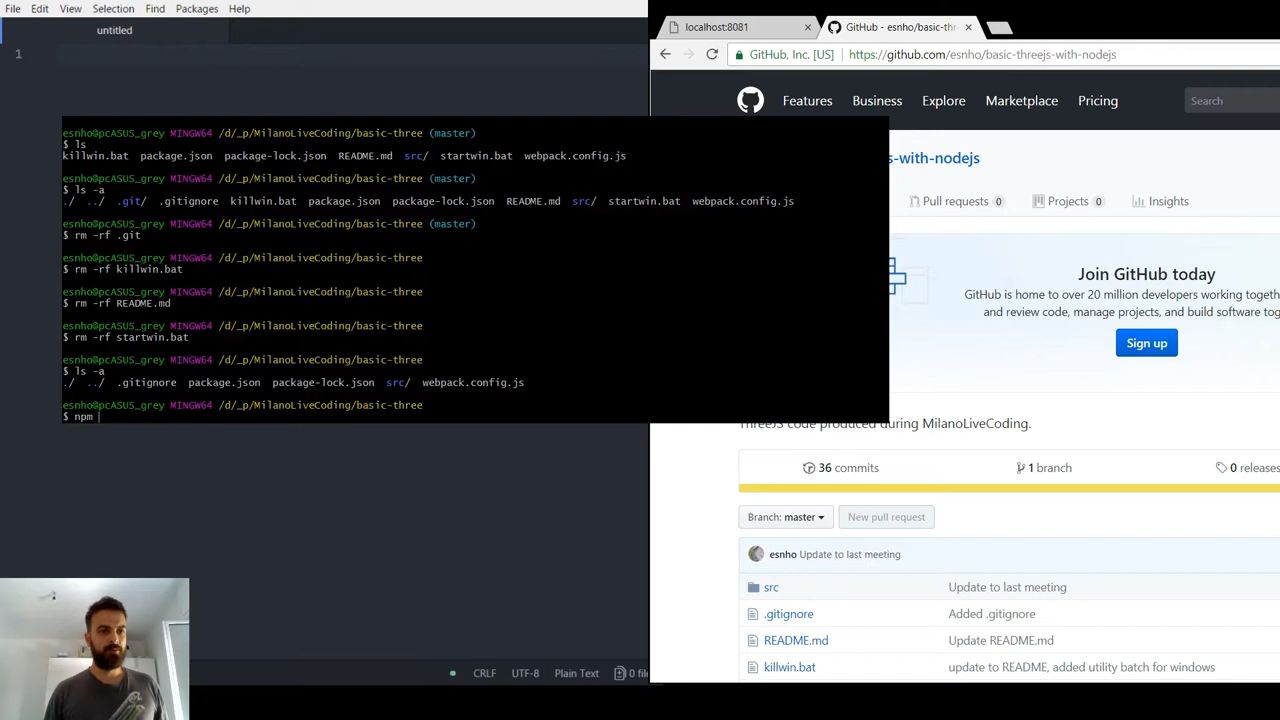 File Edit View Selection Find Packages Help
untitled
1
esnho@pcASUS_grey MINGW64 /d/_p/MilanoLiveCoding/basic-three (master)
$ ls
killwin.bat package.json package-lock.json README.md src/ startwin.bat webpack.config.js
esnho@pcASUS_grey MINGW64 /d/_p/MilanoLiveCoding/basic-three (master)
$ ls -a
./ ../ .git/ .gitignore killwin.bat package.json package-lock.json README.md src/ startwin.bat webpack.config.js
esnho@pcASUS_grey MINGW64 /d/_p/MilanoLiveCoding/basic-three (master)
$ rm -rf .git
esnho@pcASUS_grey MINGW64 /d/_p/MilanoLiveCoding/basic-three
$ rm -rf killwin.bat
esnho@pcASUS_grey MINGW64 /d/_p/MilanoLiveCoding/basic-three
$ rm -rf README.md
esnho@pcASUS_grey MINGW64 /d/_p/MilanoLiveCoding/basic-three
$ rm -rf startwin.bat
esnho@pcASUS_grey MINGW64 /d/_p/MilanoLiveCoding/basic-three
$ ls -a
./ ../ .gitignore package.json package-lock.json src/ webpack.config.js
esnho@pcASUS_grey MINGW64 /d/_p/MilanoLiveCoding/basic-three
$ npm
CRLF UTF-8 Plain Text 0 fil
localhost:8081 GitHub - esnho/basic-thr
GitHub, Inc. [US] https://github.com/esnho/basic-threejs-with-nodejs
Features Business Explore Marketplace Pricing Search
s-with-nodejs
Pull requests 0 Projects 0 Insights
Join GitHub today
GitHub is home to over 20 million developers working togethe
and review code, manage projects, and build software tog
Sign up
ThreeJS code produced during MilanoLiveCoding.
36 commits 1 branch 0 releases
Branch: master New pull request
esnho Update to last meeting
src Update to last meeting
.gitignore Added .gitignore
README.md Update README.md
killwin.bat update to README, added utility batch for windows